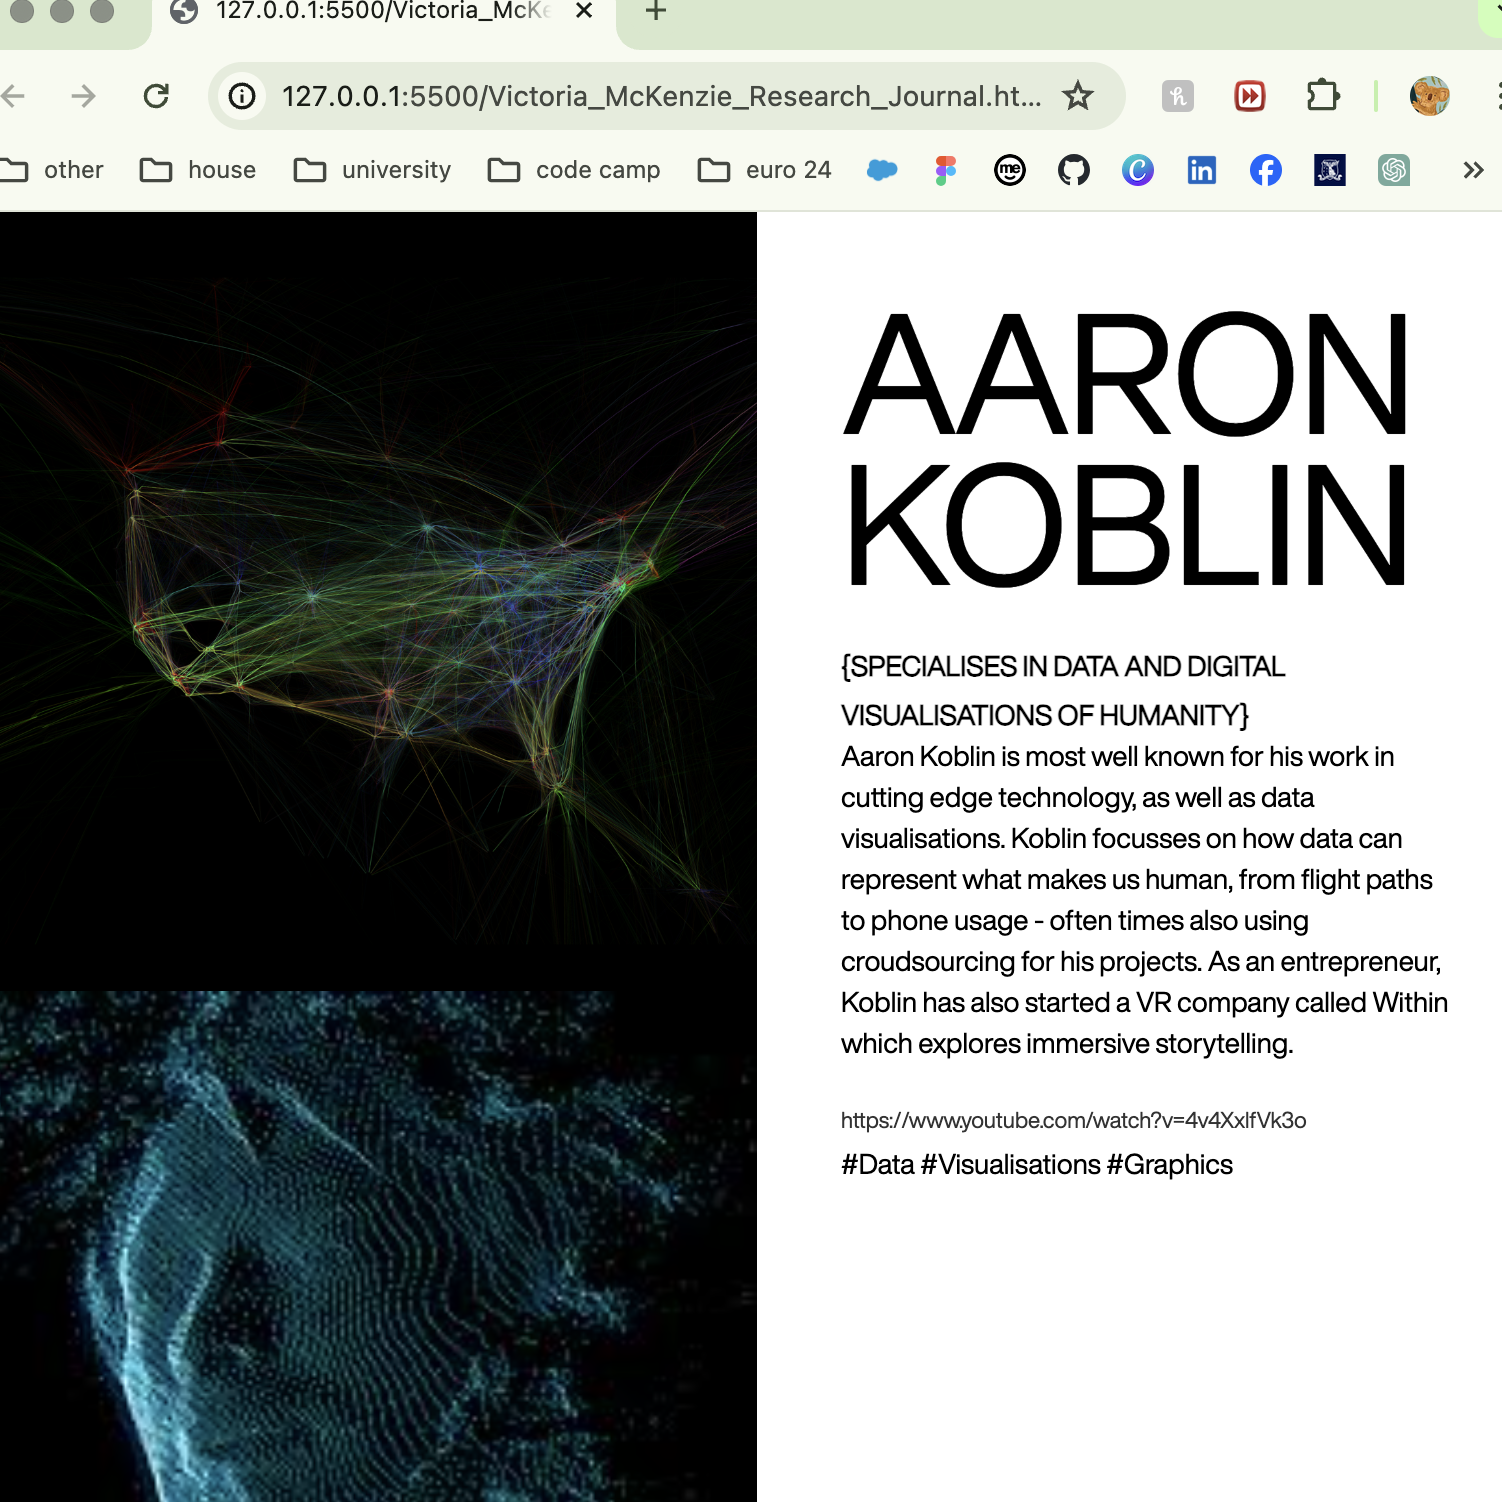 127.0.0.1:5500/Victoria_McKe
127.0.0.1:5500/Victoria_McKenzie_Research_Journal.ht...
other house university code camp euro 24
AARON
KOBLIN
{SPECIALISES IN DATA AND DIGITAL
VISUALISATIONS OF HUMANITY}
Aaron Koblin is most well known for his work in
cutting edge technology, as well as data
visualisations. Koblin focusses on how data can
represent what makes us human, from flight paths
to phone usage - often times also using
croudsourcing for his projects. As an entrepreneur,
Koblin has also started a VR company called Within
which explores immersive storytelling.
https://www.youtube.com/watch?v=4v4XxlfVk3o
#Data #Visualisations #Graphics